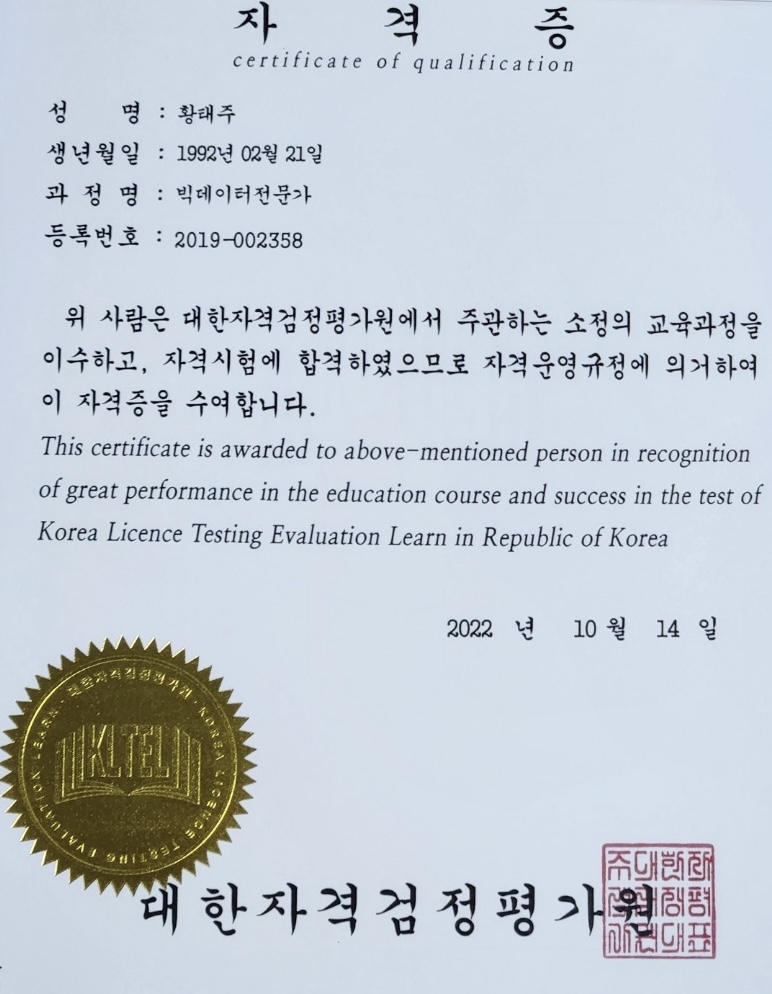 자 격 증
certificate of qualification
성 명 : 황태주
생년월일 : 1992년 02월 21일
과 정 명 : 빅데이터전문가
등록번호 : 2019-002358
위 사람은 대한자격검정평가원에서 주관하는 소정의 교육과정을
이수하고, 자격시험에 합격하였으므로 자격운영규정에 의거하여
이 자격증을 수여합니다.
This certificate is awarded to above-mentioned person in recognition
of great performance in the education course and success in the test of
Korea Licence Testing Evaluation Learn in Republic of Korea
2022 년 10 월 14 일
대한자격검정평가원 · KOREA LICENCE TESTING EVALUATION LEARN ·
KLTEL
대한자격검정평가원